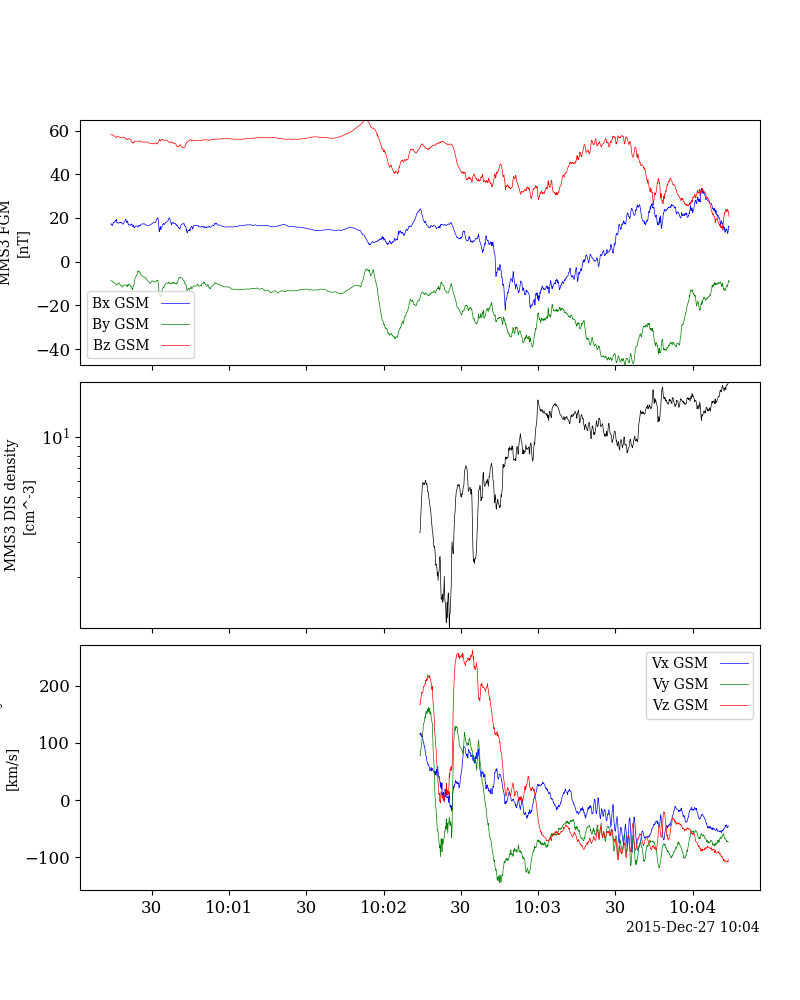 60
40
20
0
−20
−40
MMS3 FGM
[nT]
Bx GSM
By GSM
Bz GSM
10^1
MMS3 DIS density
[cm^-3]
200
100
0
−100
[km/s]
Vx GSM
Vy GSM
Vz GSM
30
10:01
30
10:02
30
10:03
30
10:04
2015-Dec-27 10:04